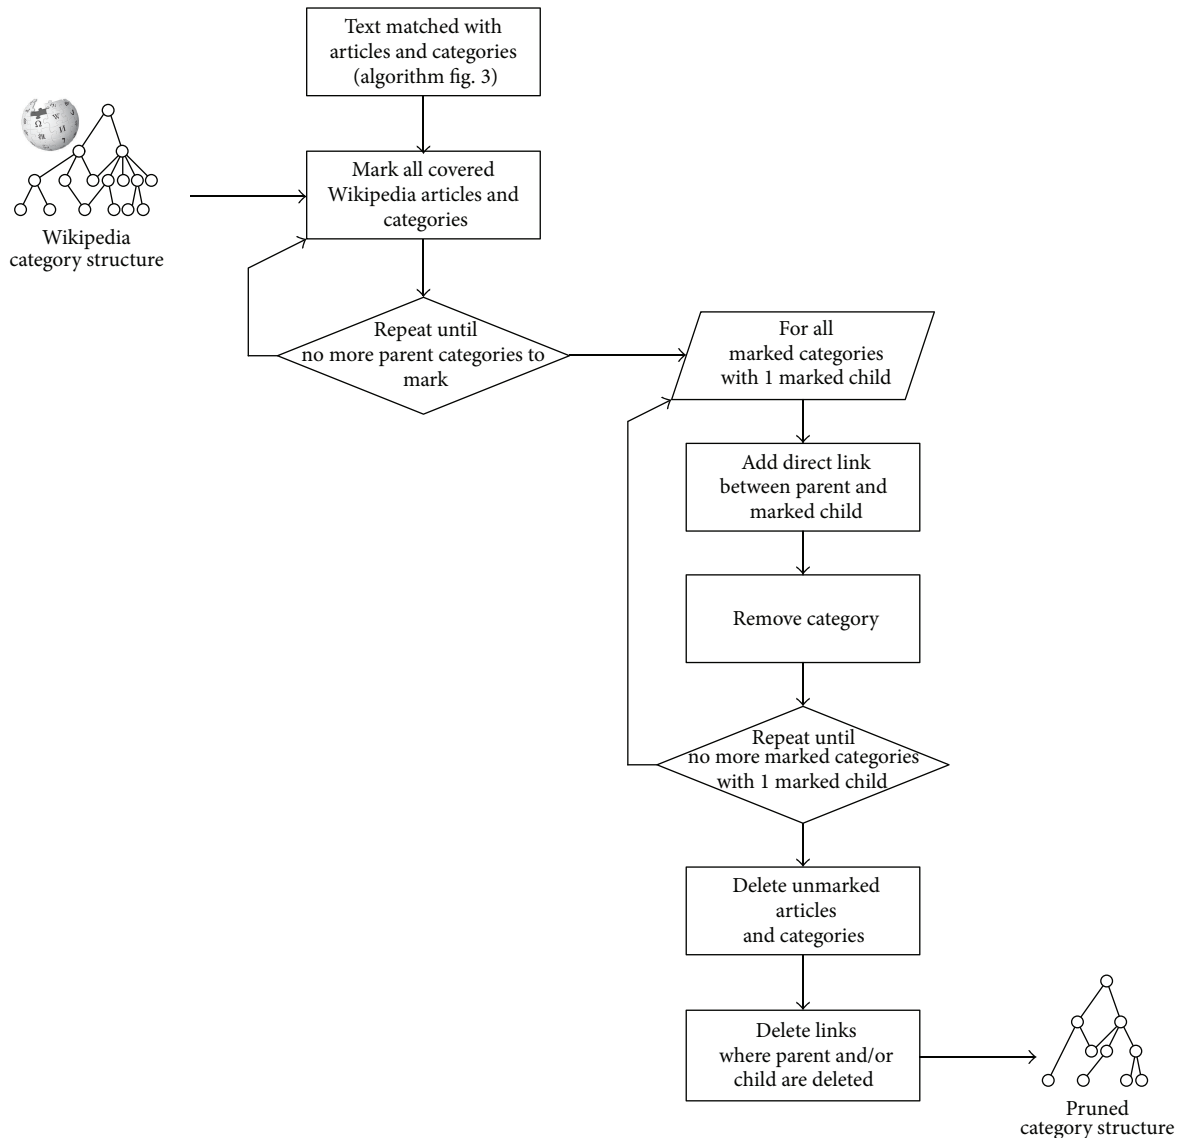 Text matched with
articles and categories
(algorithm fig. 3)
Mark all covered
Wikipedia articles and
categories
Wikipedia
category structure
Repeat until
no more parent categories to
mark
For all
marked categories
with 1 marked child
Add direct link
between parent and
marked child
Remove category
Repeat until
no more marked categories
with 1 marked child
Delete unmarked
articles
and categories
Delete links
where parent and/or
child are deleted
Pruned
category structure